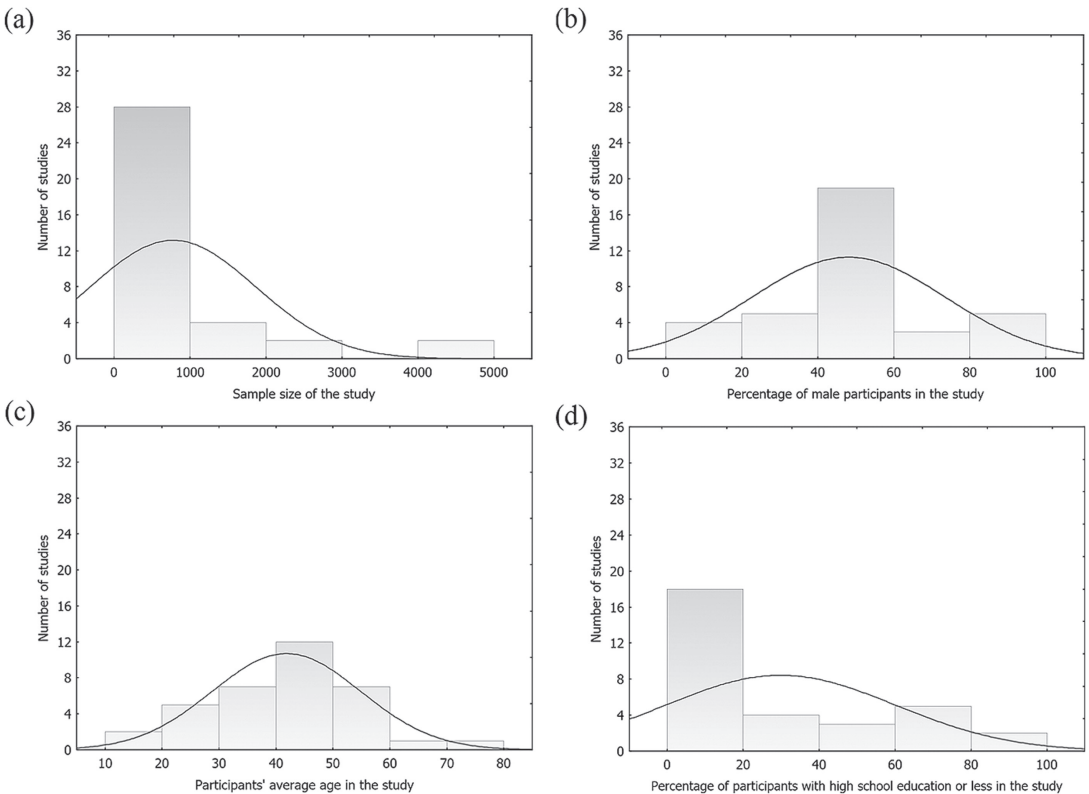 (a)
36
32
28
24
20
16
12
8
4
0
Number of studies
0 1000 2000 3000 4000 5000
Sample size of the study
(b)
36
32
28
24
20
16
12
8
4
0
Number of studies
0 20 40 60 80 100
Percentage of male participants in the study
(c)
36
32
28
24
20
16
12
8
4
0
Number of studies
10 20 30 40 50 60 70 80
Participants' average age in the study
(d)
36
32
28
24
20
16
12
8
4
0
Number of studies
0 20 40 60 80 100
Percentage of participants with high school education or less in the study